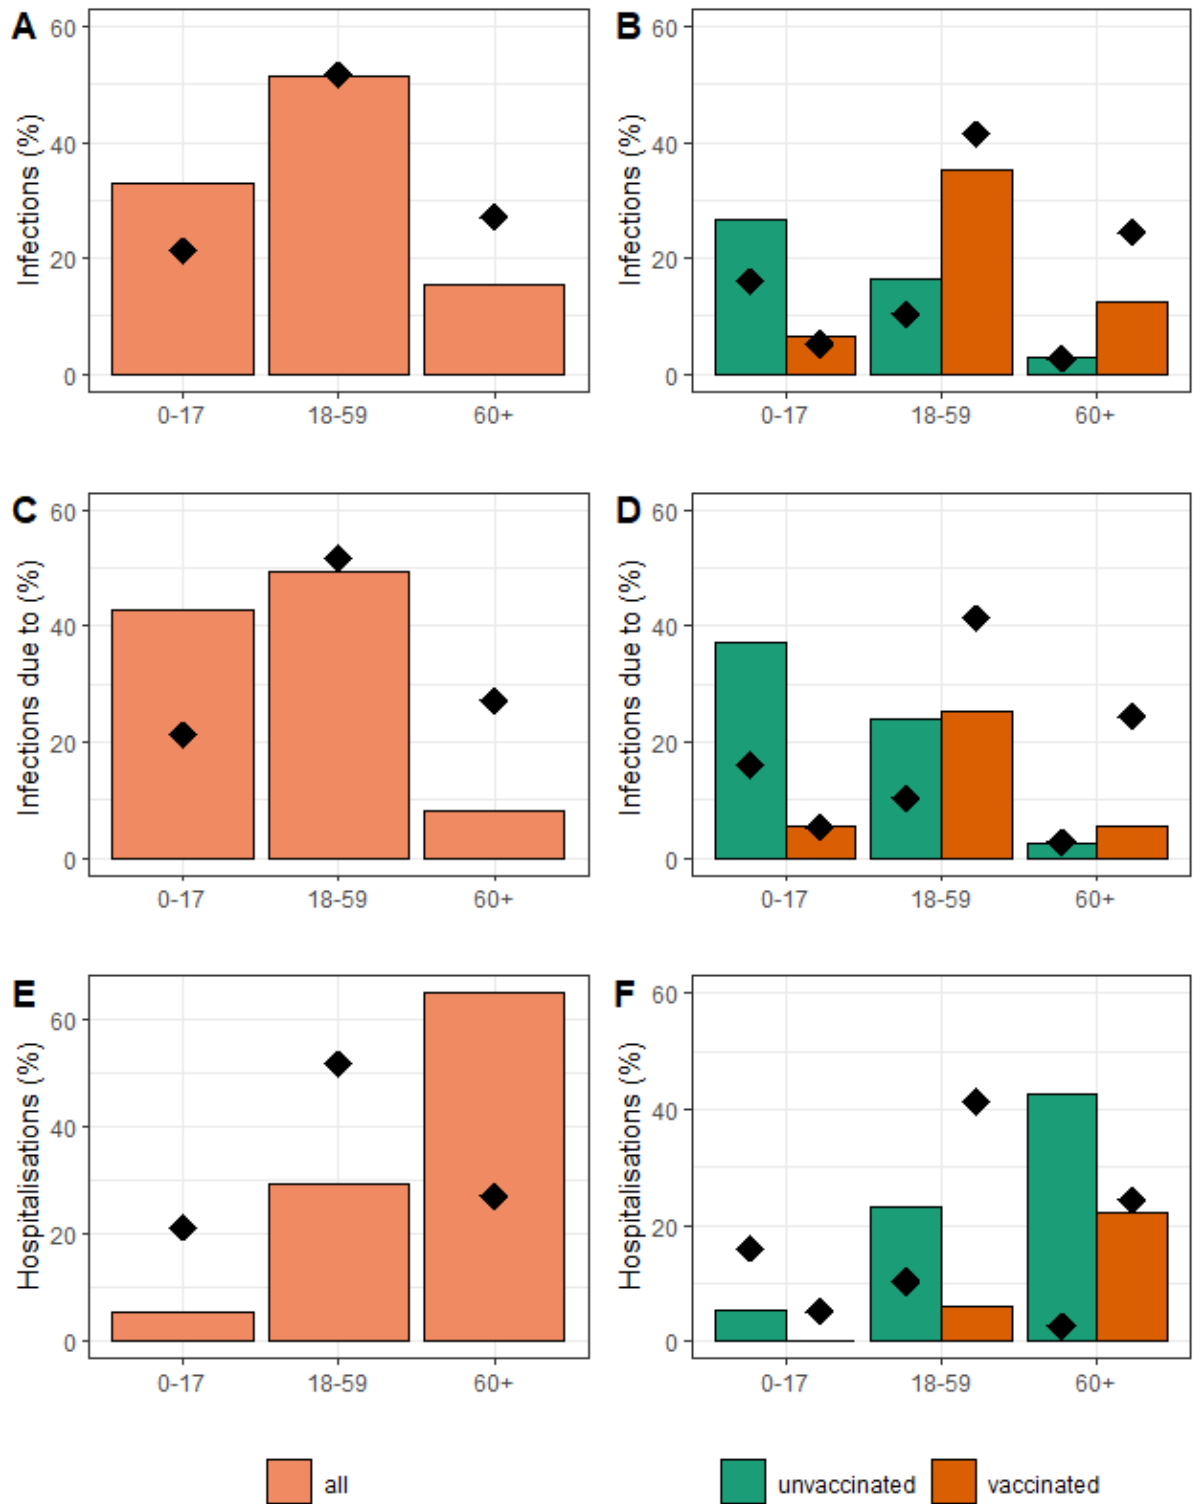 A
B
60
40
20
0
Infections (%)
0-17
18-59
60+
60
40
20
0
Infections (%)
0-17
18-59
60+
C
D
60
40
20
0
Infections due to (%)
0-17
18-59
60+
60
40
20
0
Infections due to (%)
0-17
18-59
60+
E
F
60
40
20
0
Hospitalisations (%)
0-17
18-59
60+
60
40
20
0
Hospitalisations (%)
0-17
18-59
60+
all
unvaccinated
vaccinated